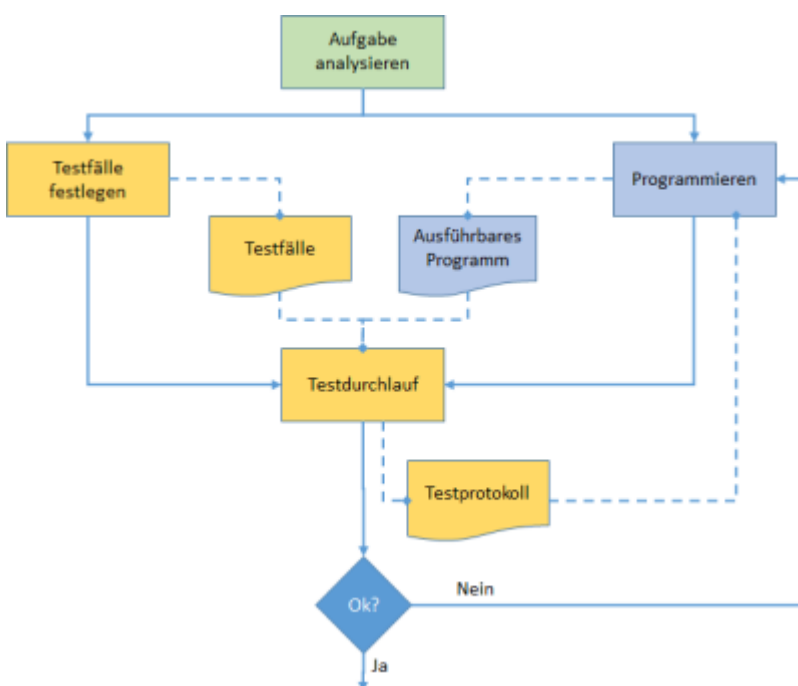 Aufgabe
analysieren
Testfälle
festlegen
Programmieren
Testfälle
Ausführbares
Programm
Testdurchlauf
Testprotokoll
Ok?
Nein
Ja